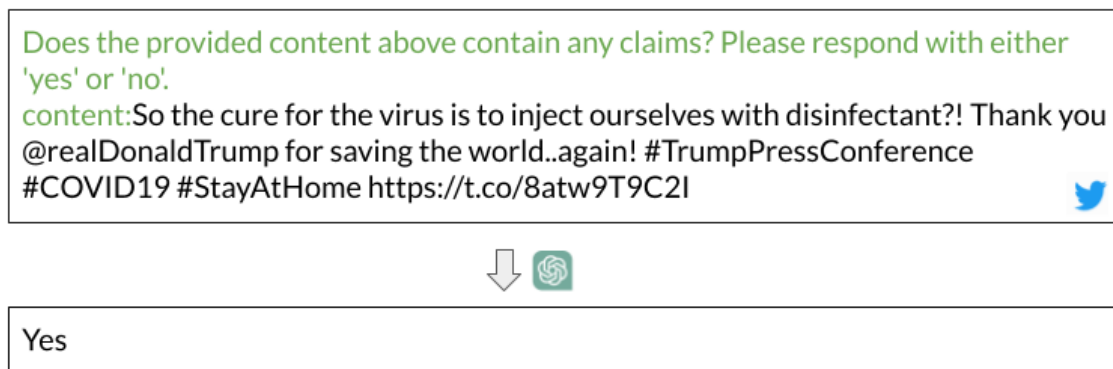 Does the provided content above contain any claims? Please respond with either
'yes' or 'no'.
content:So the cure for the virus is to inject ourselves with disinfectant?! Thank you
@realDonaldTrump for saving the world..again! #TrumpPressConference
#COVID19 #StayAtHome https://t.co/8atw9T9C2I
Yes